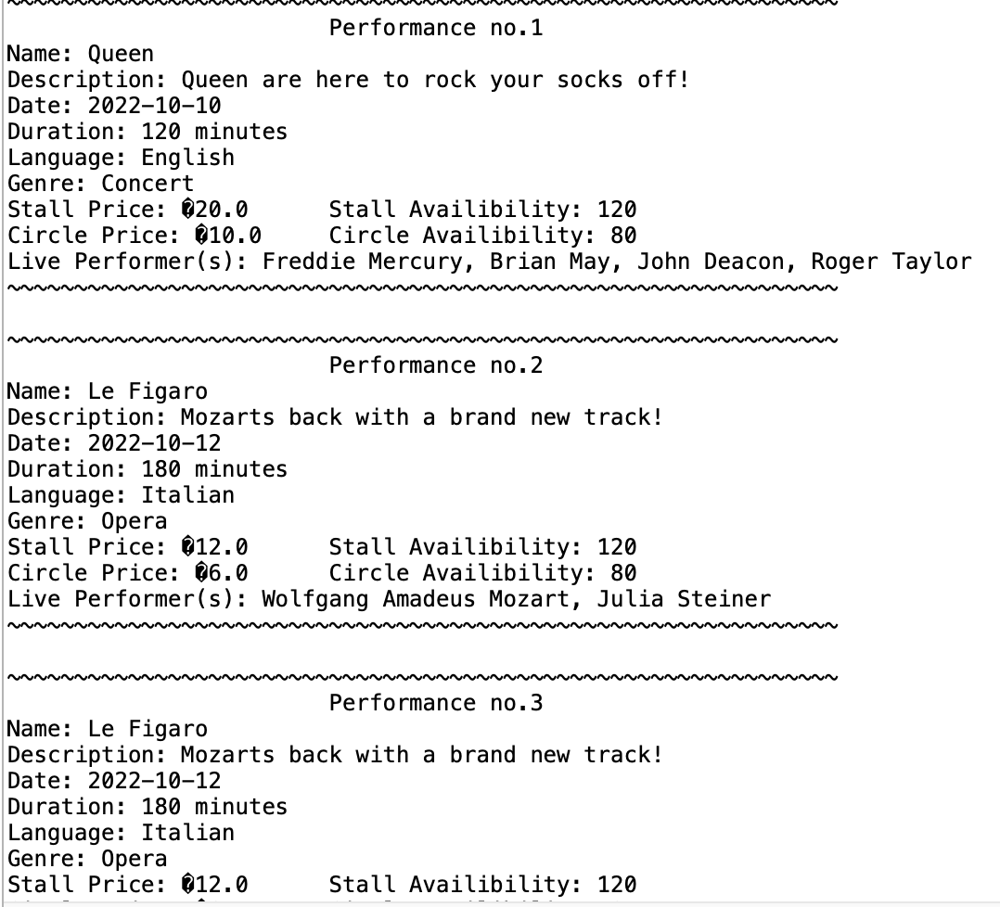 ~~~~~~~~~~~~~~~~~~~~~~~~~~~~~~~~~~~~~~~~~~~~~~~~~~~~~~~~~~~~~~
Performance no.1
Name: Queen
Description: Queen are here to rock your socks off!
Date: 2022-10-10
Duration: 120 minutes
Language: English
Genre: Concert
Stall Price: �20.0      Stall Availibility: 120
Circle Price: �10.0     Circle Availibility: 80
Live Performer(s): Freddie Mercury, Brian May, John Deacon, Roger Taylor
~~~~~~~~~~~~~~~~~~~~~~~~~~~~~~~~~~~~~~~~~~~~~~~~~~~~~~~~~~~~~~
~~~~~~~~~~~~~~~~~~~~~~~~~~~~~~~~~~~~~~~~~~~~~~~~~~~~~~~~~~~~~~
Performance no.2
Name: Le Figaro
Description: Mozarts back with a brand new track!
Date: 2022-10-12
Duration: 180 minutes
Language: Italian
Genre: Opera
Stall Price: �12.0      Stall Availibility: 120
Circle Price: �6.0      Circle Availibility: 80
Live Performer(s): Wolfgang Amadeus Mozart, Julia Steiner
~~~~~~~~~~~~~~~~~~~~~~~~~~~~~~~~~~~~~~~~~~~~~~~~~~~~~~~~~~~~~~
~~~~~~~~~~~~~~~~~~~~~~~~~~~~~~~~~~~~~~~~~~~~~~~~~~~~~~~~~~~~~~
Performance no.3
Name: Le Figaro
Description: Mozarts back with a brand new track!
Date: 2022-10-12
Duration: 180 minutes
Language: Italian
Genre: Opera
Stall Price: �12.0      Stall Availibility: 120